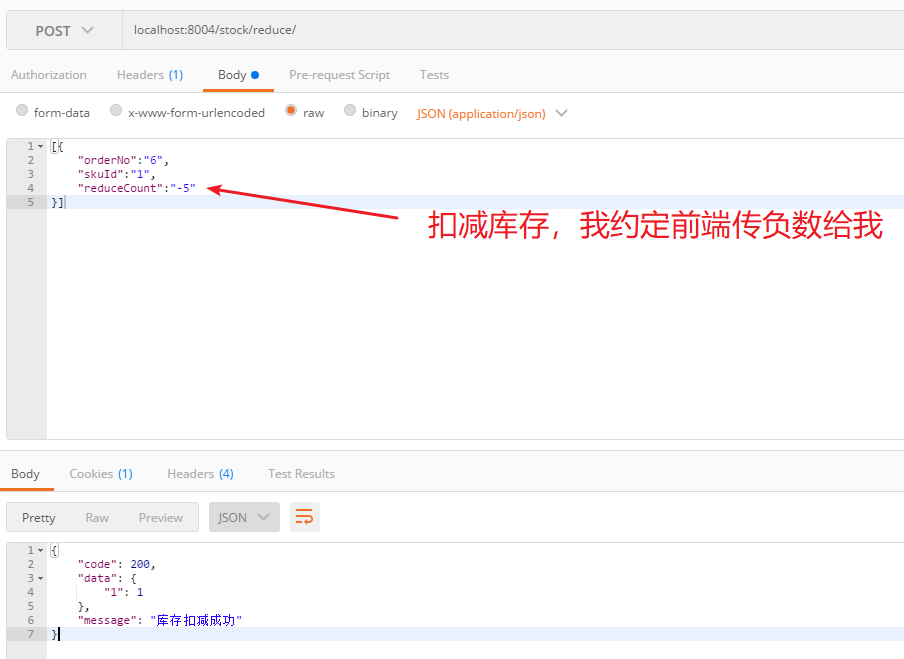 POST localhost:8004/stock/reduce/
Authorization Headers (1) Body Pre-request Script Tests
form-data x-www-form-urlencoded raw binary JSON (application/json)
1 [{
2 "orderNo":"6",
3 "skuId":"1",
4 "reduceCount":"-5"
5 }]
扣减库存，我约定前端传负数给我
Body Cookies (1) Headers (4) Test Results
Pretty Raw Preview JSON
1 {
2 "code": 200,
3 "data": {
4 "1": 1
5 },
6 "message": "库存扣减成功"
7 }